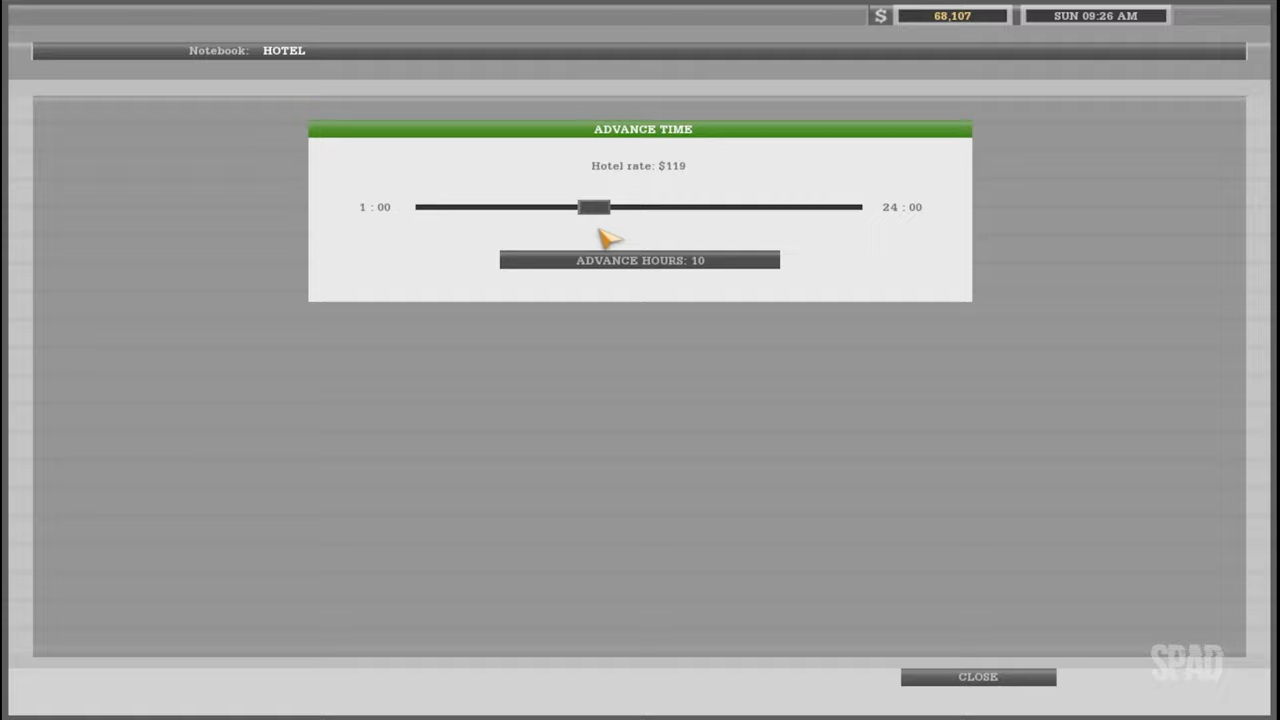 $ 68,107 SUN 09:26 AM
Notebook: HOTEL
ADVANCE TIME
Hotel rate: $119
1 : 00 24 : 00
ADVANCE HOURS: 10
SPAD
CLOSE